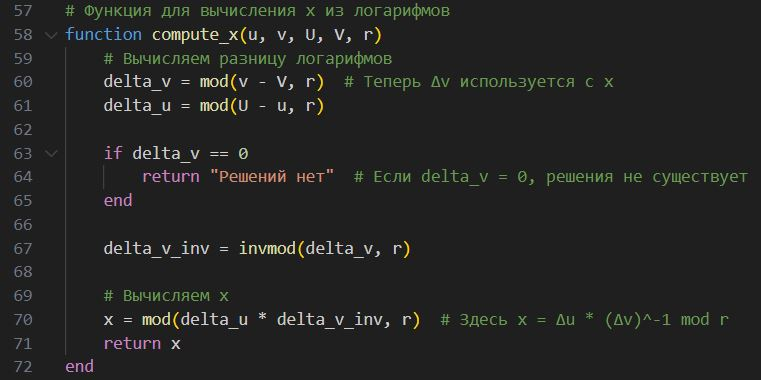 57 # Функция для вычисления x из логарифмов
58 function compute_x(u, v, U, V, r)
59     # Вычисляем разницу логарифмов
60     delta_v = mod(v - V, r)  # Теперь Δv используется с x
61     delta_u = mod(U - u, r)
62
63     if delta_v == 0
64         return "Решений нет"  # Если delta_v = 0, решения не существует
65     end
66
67     delta_v_inv = invmod(delta_v, r)
68
69     # Вычисляем x
70     x = mod(delta_u * delta_v_inv, r)  # Здесь x = Δu * (Δv)^-1 mod r
71     return x
72 end